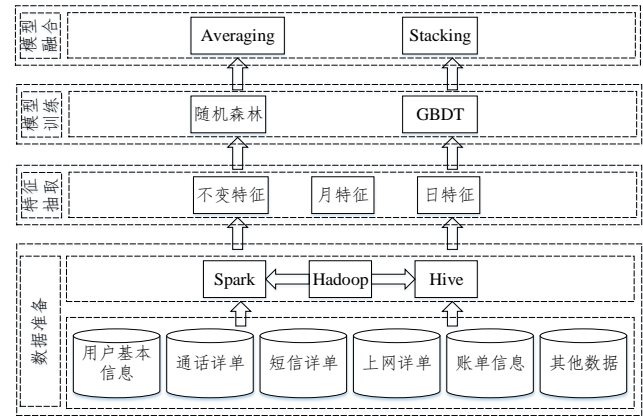 模型
融合
Averaging
Stacking
模型
训练
随机森林
GBDT
特征
抽取
不变特征
月特征
日特征
数据准备
Spark
Hadoop
Hive
用户基本
信息
通话详单
短信详单
上网详单
账单信息
其他数据